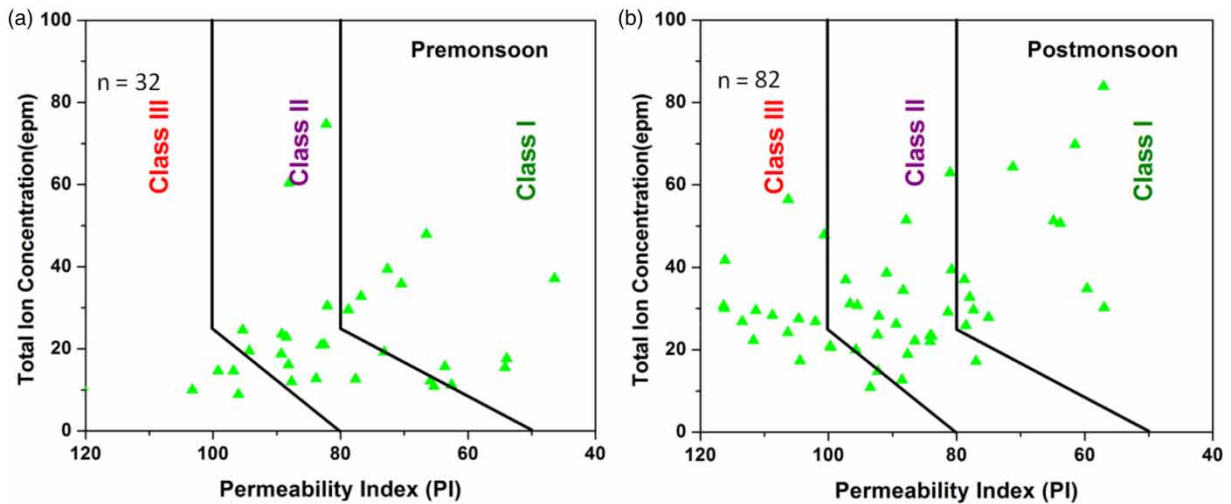 (a)
Total Ion Concentration(epm)
100
80
60
40
20
0
n = 32
Premonsoon
Class III
Class II
Class I
120
100
80
60
40
Permeability Index (PI)
(b)
Total Ion Concentration(epm)
100
80
60
40
20
0
n = 82
Postmonsoon
Class III
Class II
Class I
120
100
80
60
40
Permeability Index (PI)